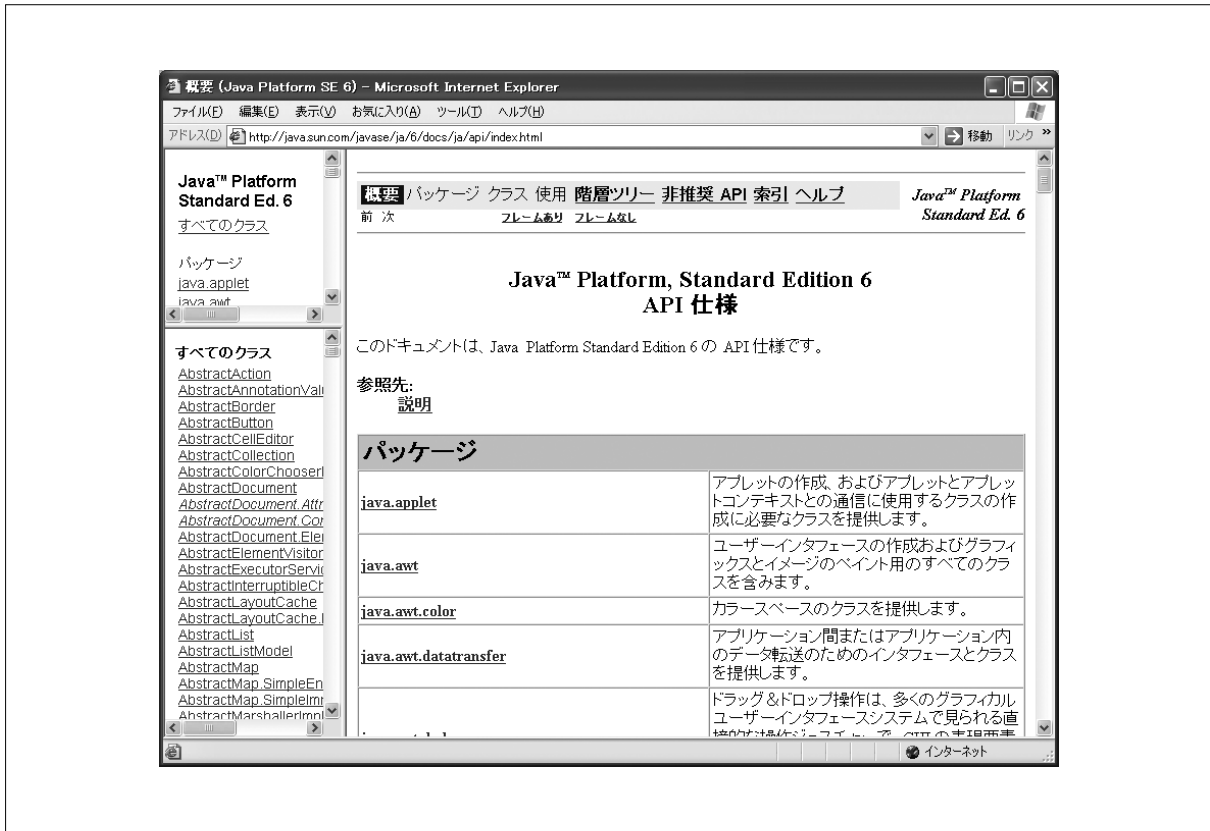 概要 (Java Platform SE 6) - Microsoft Internet Explorer
ファイル(F) 編集(E) 表示(V) お気に入り(A) ツール(T) ヘルプ(H)
アドレス(D) http://java.sun.com/javase/ja/6/docs/ja/api/index.html 移動 リンク »
Java™ Platform
Standard Ed. 6
すべてのクラス
パッケージ
java.applet
java.awt
すべてのクラス
AbstractAction
AbstractAnnotationVal
AbstractBorder
AbstractButton
AbstractCellEditor
AbstractCollection
AbstractColorChooser
AbstractDocument
AbstractDocument.Attr
AbstractDocument.Cor
AbstractDocument.Ele
AbstractElementVisitor
AbstractExecutorServi
AbstractInterruptibleCh
AbstractLayoutCache
AbstractLayoutCache.
AbstractList
AbstractListModel
AbstractMap
AbstractMap.SimpleEn
AbstractMap.SimpleIm
AbstractMarshallerImpl
概要 パッケージ クラス 使用 階層ツリー 非推奨 API 索引 ヘルプ
前 次 フレームあり フレームなし
Java™ Platform
Standard Ed. 6
Java™ Platform, Standard Edition 6
API 仕様
このドキュメントは、Java Platform Standard Edition 6 の API 仕様です。
参照先:
説明
パッケージ
java.applet
アプレットの作成、およびアプレットとアプレッ
トコンテキストとの通信に使用するクラスの作
成に必要なクラスを提供します。
java.awt
ユーザーインタフェースの作成およびグラフィ
ックスとイメージのペイント用のすべてのクラ
スを含みます。
java.awt.color
カラースペースのクラスを提供します。
java.awt.datatransfer
アプリケーション間またはアプリケーション内
のデータ転送のためのインタフェースとクラス
を提供します。
ドラッグ&ドロップ操作は、多くのグラフィカル
ユーザーインタフェースシステムで見られる直
インターネット